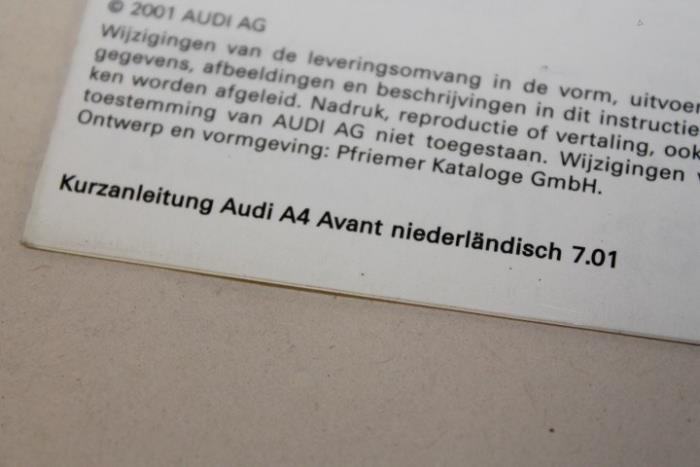 © 2001 AUDI AG
Wijzigingen van de leveringsomvang in de vorm, uitvoer
gegevens, afbeeldingen en beschrijvingen in dit instructie
ken worden afgeleid. Nadruk, reproductie of vertaling, ook
toestemming van AUDI AG niet toegestaan. Wijzigingen
Ontwerp en vormgeving: Pfriemer Kataloge GmbH.
Kurzanleitung Audi A4 Avant niederländisch 7.01